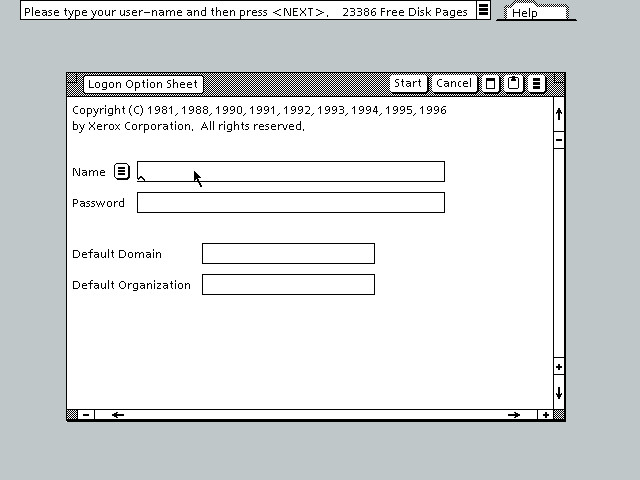 Please type your user-name and then press <NEXT>.   23386 Free Disk Pages
Help
Logon Option Sheet
Start
Cancel
Copyright (C) 1981, 1988, 1990, 1991, 1992, 1993, 1994, 1995, 1996
by Xerox Corporation.  All rights reserved.
Name
Password
Default Domain
Default Organization